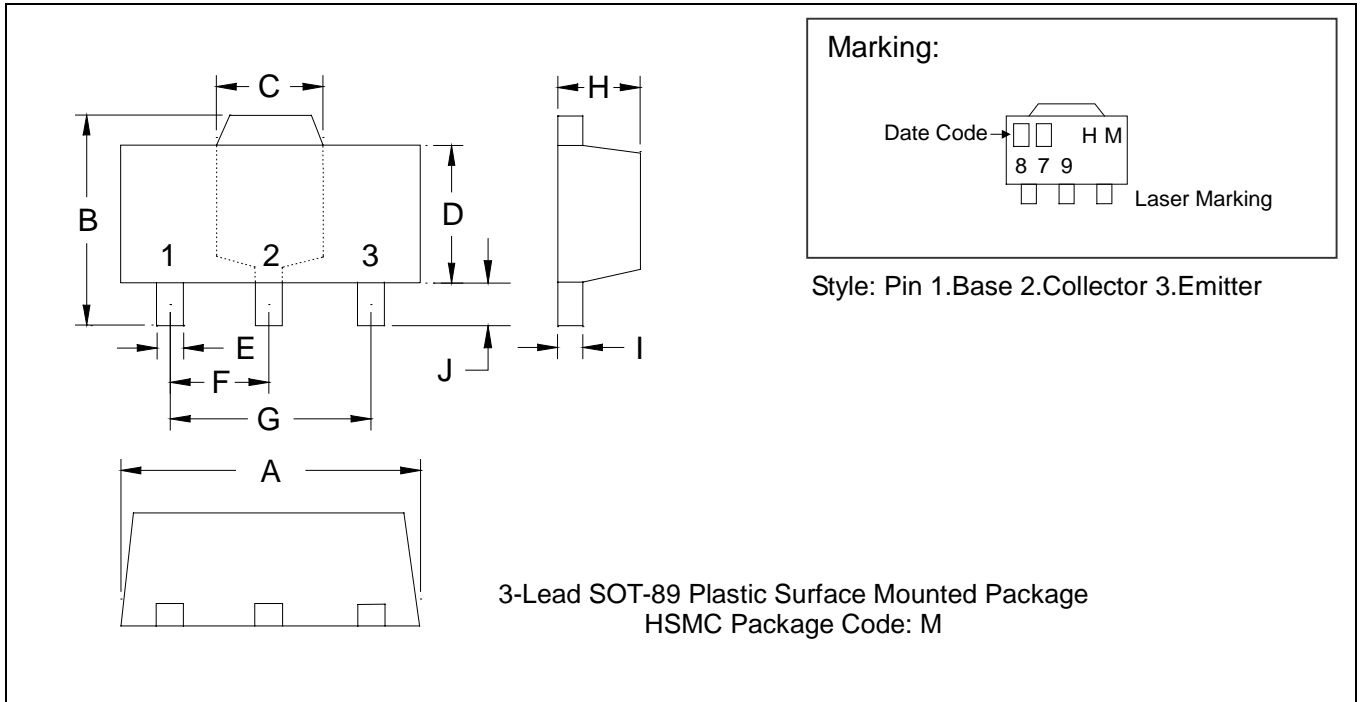 C
H
B
D
1
2
3
E
F
J
I
G
A
Marking:
Date Code
H M
8 7 9
Laser Marking
Style: Pin 1.Base 2.Collector 3.Emitter
3-Lead SOT-89 Plastic Surface Mounted Package
HSMC Package Code: M